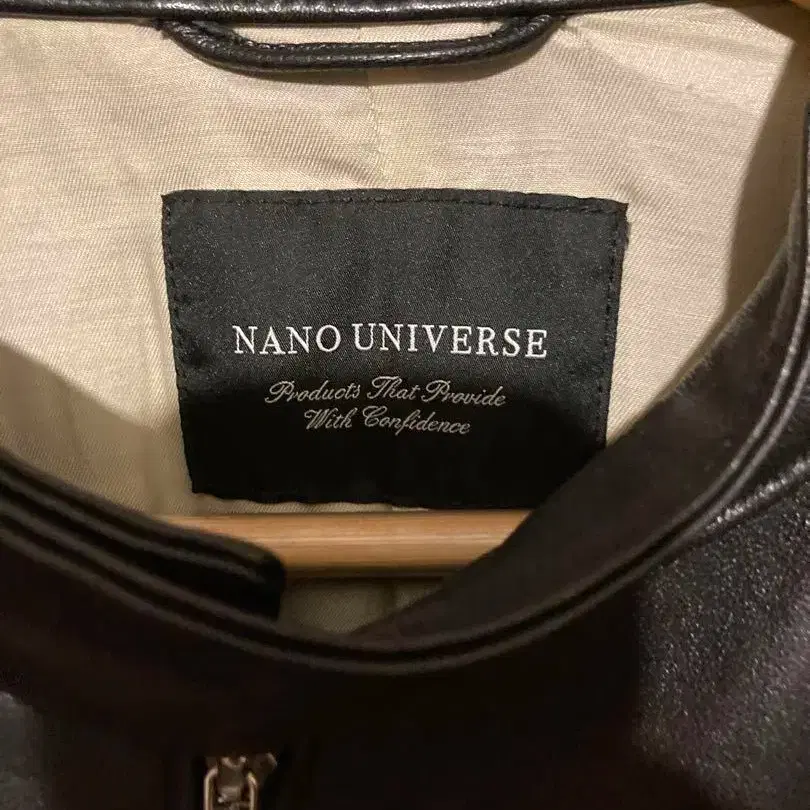 NANO UNIVERSE
Products That Provide
With Confidence